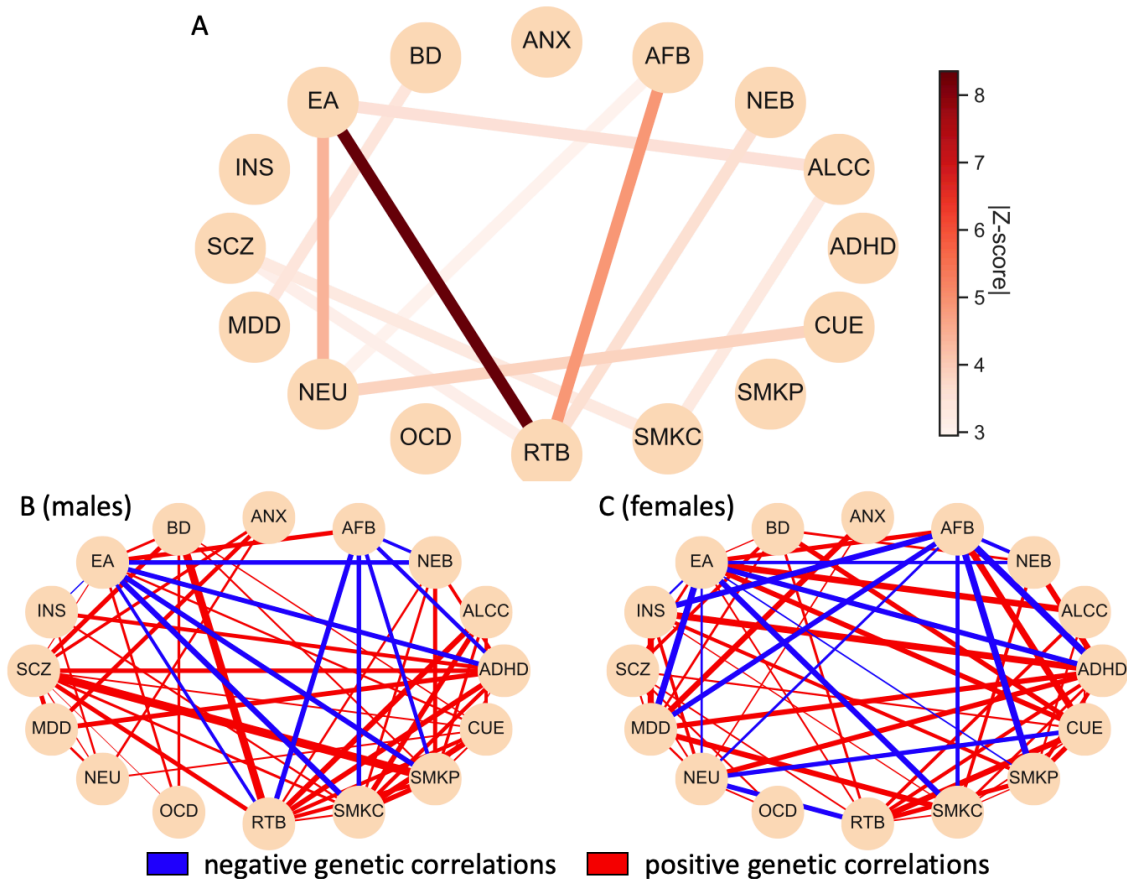 A
ANX
BD
AFB
EA
NEB
INS
ALCC
SCZ
ADHD
MDD
CUE
NEU
SMKP
OCD
SMKC
RTB
8
7
6
5
4
3
|Z-score|
B (males)
ANX
BD
AFB
EA
NEB
INS
ALCC
SCZ
ADHD
MDD
CUE
NEU
SMKP
OCD
SMKC
RTB
C (females)
ANX
BD
AFB
EA
NEB
INS
ALCC
SCZ
ADHD
MDD
CUE
NEU
SMKP
OCD
SMKC
RTB
negative genetic correlations
positive genetic correlations